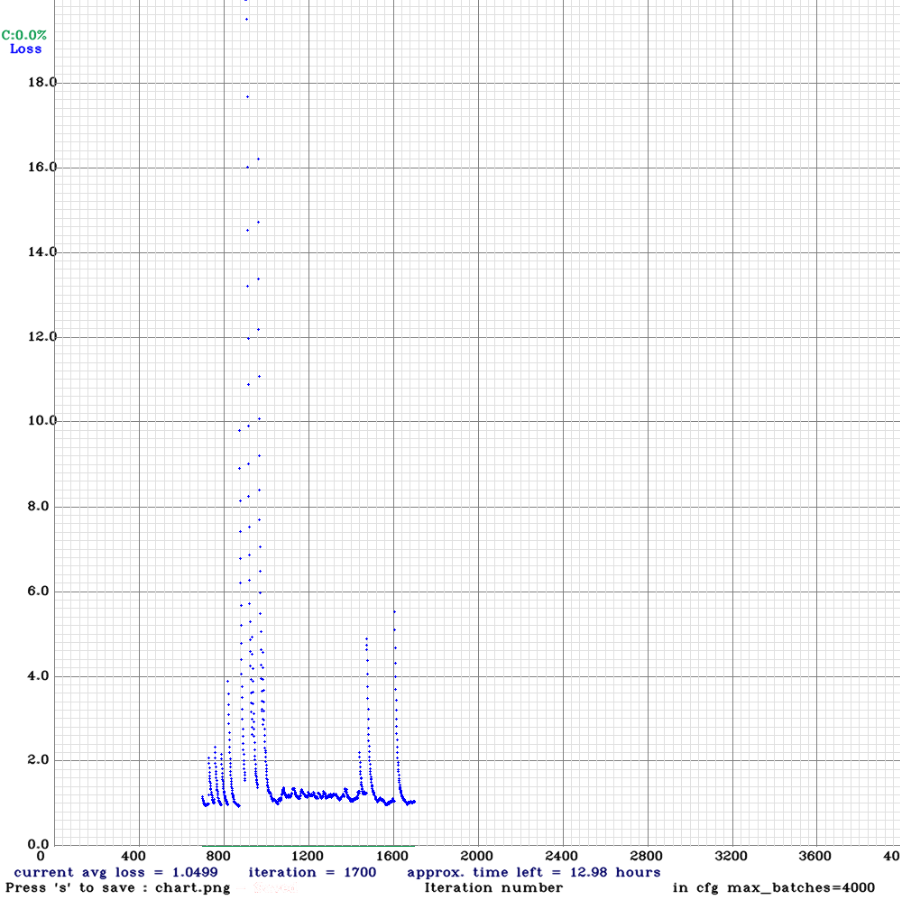 C:0.0%
Loss
18.0
16.0
14.0
12.0
10.0
8.0
6.0
4.0
2.0
0.0
0 400 800 1200 1600 2000 2400 2800 3200 3600 40
current avg loss = 1.0499 iteration = 1700 approx. time left = 12.98 hours
Press 's' to save : chart.png Iteration number in cfg max_batches=4000